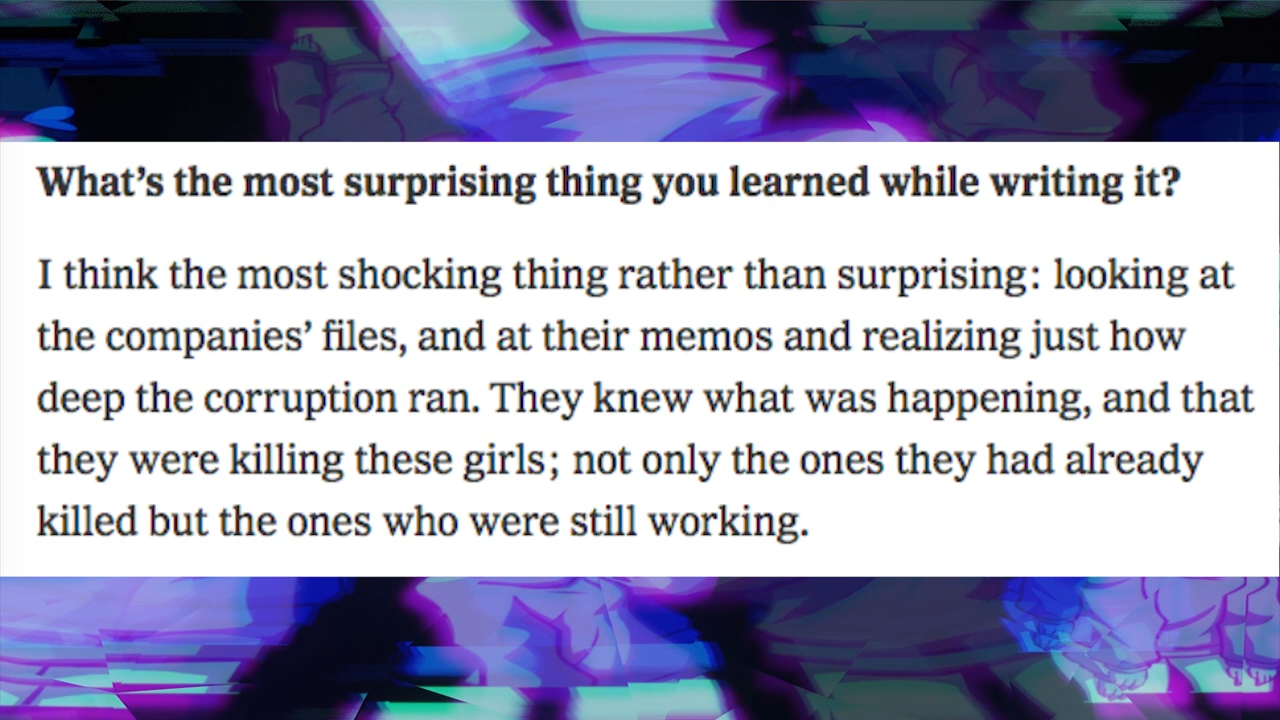 What’s the most surprising thing you learned while writing it?
I think the most shocking thing rather than surprising: looking at
the companies’ files, and at their memos and realizing just how
deep the corruption ran. They knew what was happening, and that
they were killing these girls; not only the ones they had already
killed but the ones who were still working.